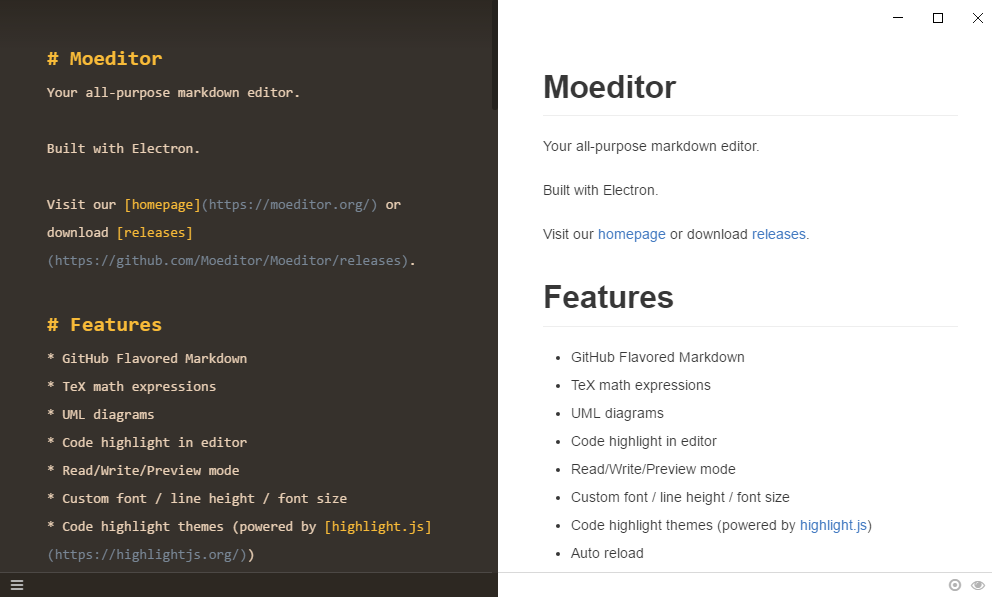 # Moeditor
Your all-purpose markdown editor.
Built with Electron.
Visit our [homepage](https://moeditor.org/) or
download [releases]
(https://github.com/Moeditor/Moeditor/releases).
# Features
* GitHub Flavored Markdown
* TeX math expressions
* UML diagrams
* Code highlight in editor
* Read/Write/Preview mode
* Custom font / line height / font size
* Code highlight themes (powered by [highlight.js]
(https://highlightjs.org/))
Moeditor
Your all-purpose markdown editor.
Built with Electron.
Visit our homepage or download releases.
Features
• GitHub Flavored Markdown
• TeX math expressions
• UML diagrams
• Code highlight in editor
• Read/Write/Preview mode
• Custom font / line height / font size
• Code highlight themes (powered by highlight.js)
• Auto reload